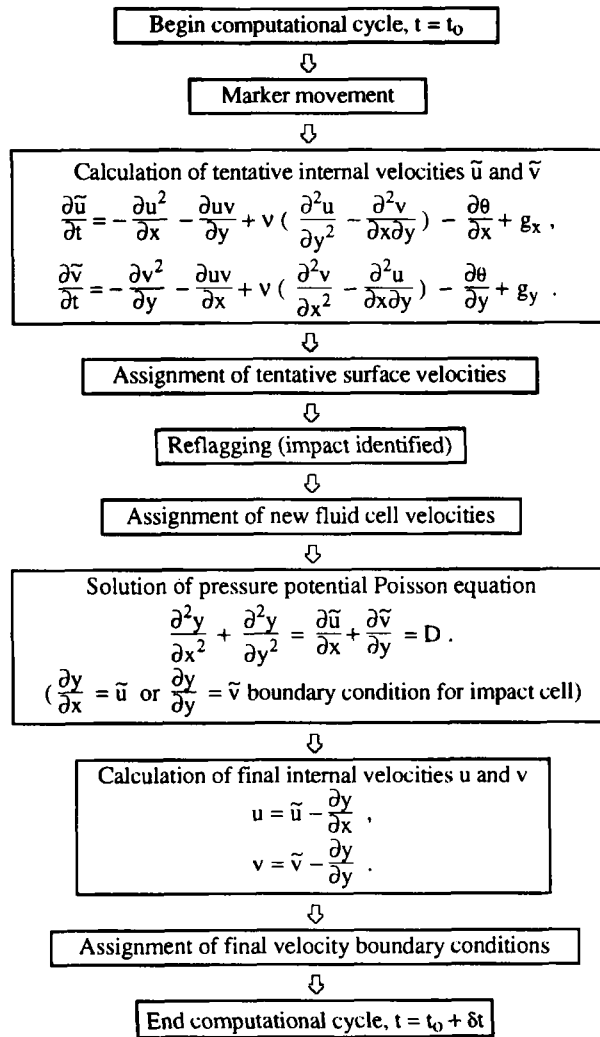 Begin computational cycle, t = t₀
Marker movement
Calculation of tentative internal velocities ũ and ṽ
∂ũ/∂t = − ∂u²/∂x − ∂uv/∂y + ν ( ∂²u/∂y² − ∂²v/∂x∂y ) − ∂θ/∂x + gₓ ,
∂ṽ/∂t = − ∂v²/∂y − ∂uv/∂x + ν ( ∂²v/∂x² − ∂²u/∂x∂y ) − ∂θ/∂y + g_y .
Assignment of tentative surface velocities
Reflagging (impact identified)
Assignment of new fluid cell velocities
Solution of pressure potential Poisson equation
∂²y/∂x² + ∂²y/∂y² = ∂ũ/∂x + ∂ṽ/∂y = D .
( ∂y/∂x = ũ or ∂y/∂y = ṽ boundary condition for impact cell)
Calculation of final internal velocities u and v
u = ũ − ∂y/∂x ,
v = ṽ − ∂y/∂y .
Assignment of final velocity boundary conditions
End computational cycle, t = t₀ + δt